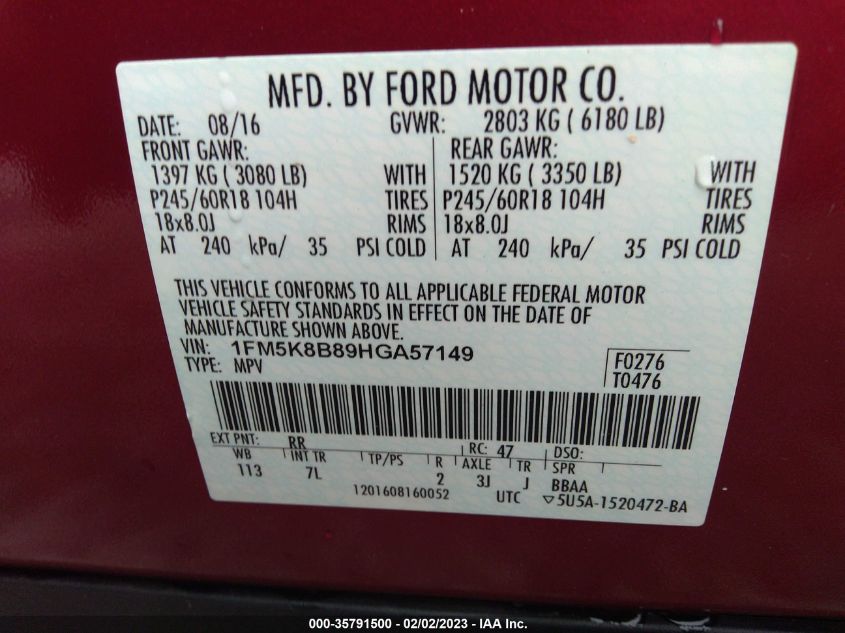 MFD. BY FORD MOTOR CO.
DATE: 08/16 GVWR: 2803 KG ( 6180 LB)
FRONT GAWR: REAR GAWR:
1397 KG ( 3080 LB) WITH 1520 KG ( 3350 LB) WITH
P245/60R18 104H TIRES P245/60R18 104H TIRES
18x8.0J RIMS 18x8.0J RIMS
AT 240 kPa/ 35 PSI COLD AT 240 kPa/ 35 PSI COLD
THIS VEHICLE CONFORMS TO ALL APPLICABLE FEDERAL MOTOR
VEHICLE SAFETY STANDARDS IN EFFECT ON THE DATE OF
MANUFACTURE SHOWN ABOVE.
VIN: 1FM5K8B89HGA57149 F0276
TYPE: MPV T0476
EXT PNT: RR RC: 47 DSO:
WB INT TR TP/PS R AXLE TR SPR
113 7L 2 3J J BBAA
1201608160052 UTC ▽5U5A-1520472-BA
000-35791500 - 02/02/2023 - IAA Inc.